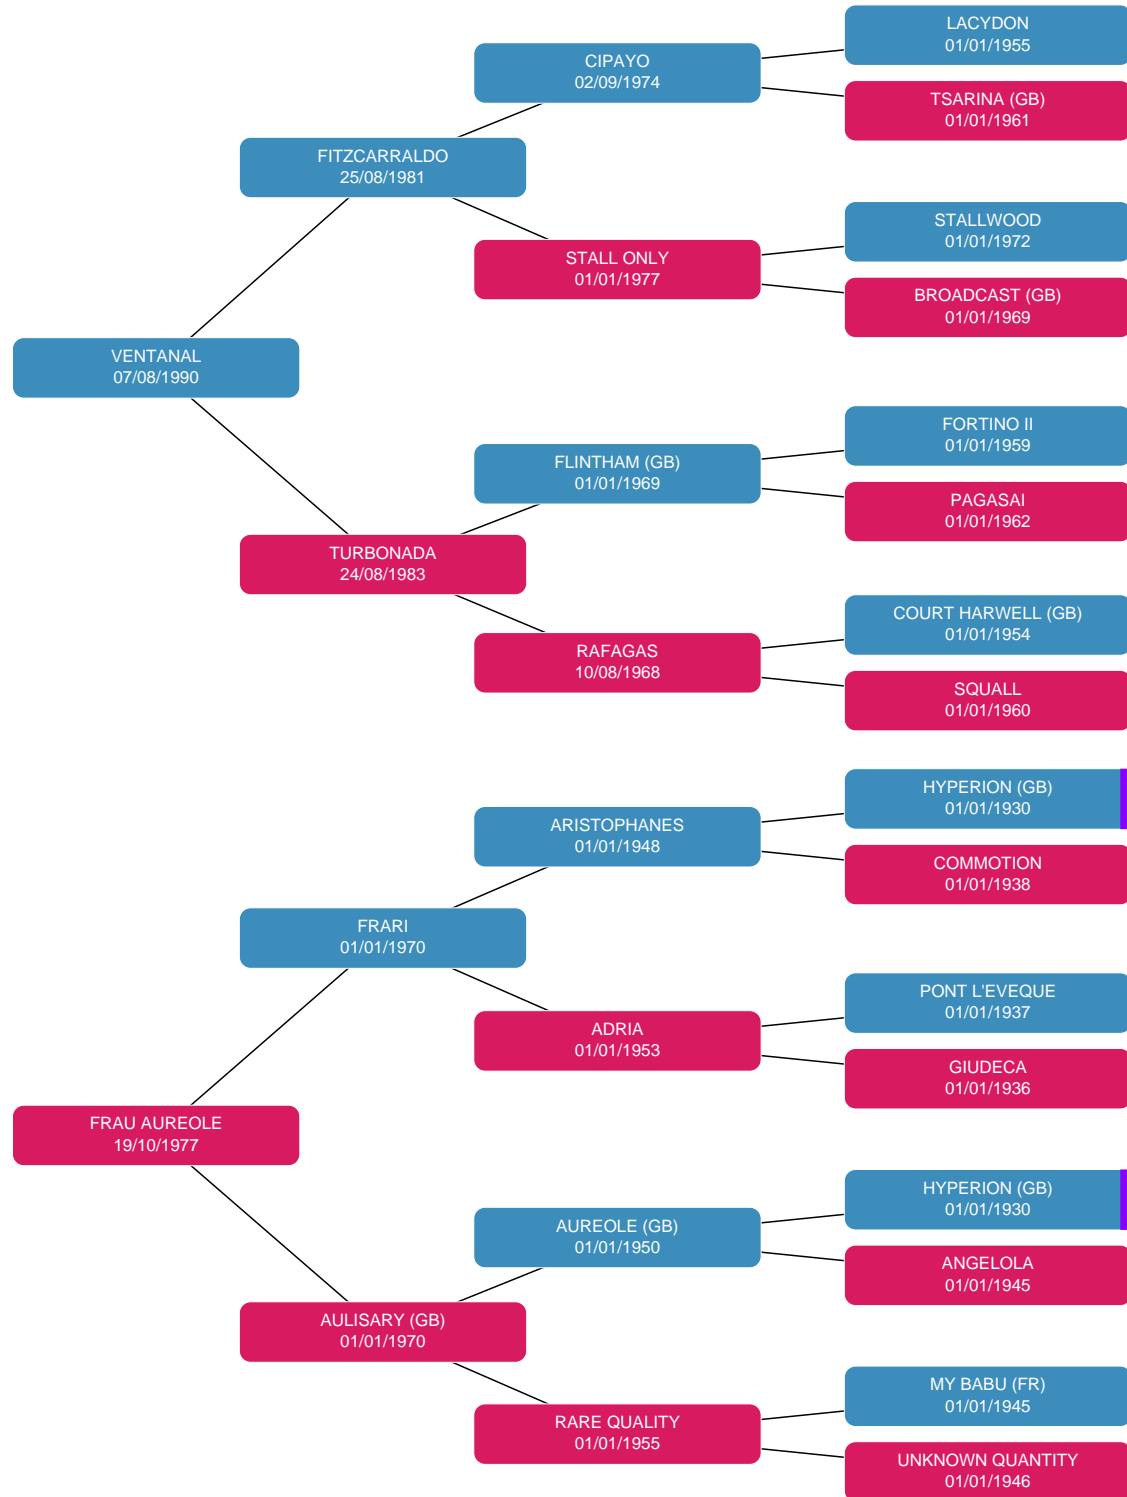 LACYDON
01/01/1955
CIPAYO
02/09/1974
TSARINA (GB)
01/01/1961
FITZCARRALDO
25/08/1981
STALLWOOD
01/01/1972
STALL ONLY
01/01/1977
BROADCAST (GB)
01/01/1969
VENTANAL
07/08/1990
FORTINO II
01/01/1959
FLINTHAM (GB)
01/01/1969
PAGASAI
01/01/1962
TURBONADA
24/08/1983
COURT HARWELL (GB)
01/01/1954
RAFAGAS
10/08/1968
SQUALL
01/01/1960
HYPERION (GB)
01/01/1930
ARISTOPHANES
01/01/1948
COMMOTION
01/01/1938
FRARI
01/01/1970
PONT L'EVEQUE
01/01/1937
ADRIA
01/01/1953
GIUDECA
01/01/1936
FRAU AUREOLE
19/10/1977
HYPERION (GB)
01/01/1930
AUREOLE (GB)
01/01/1950
ANGELOLA
01/01/1945
AULISARY (GB)
01/01/1970
MY BABU (FR)
01/01/1945
RARE QUALITY
01/01/1955
UNKNOWN QUANTITY
01/01/1946